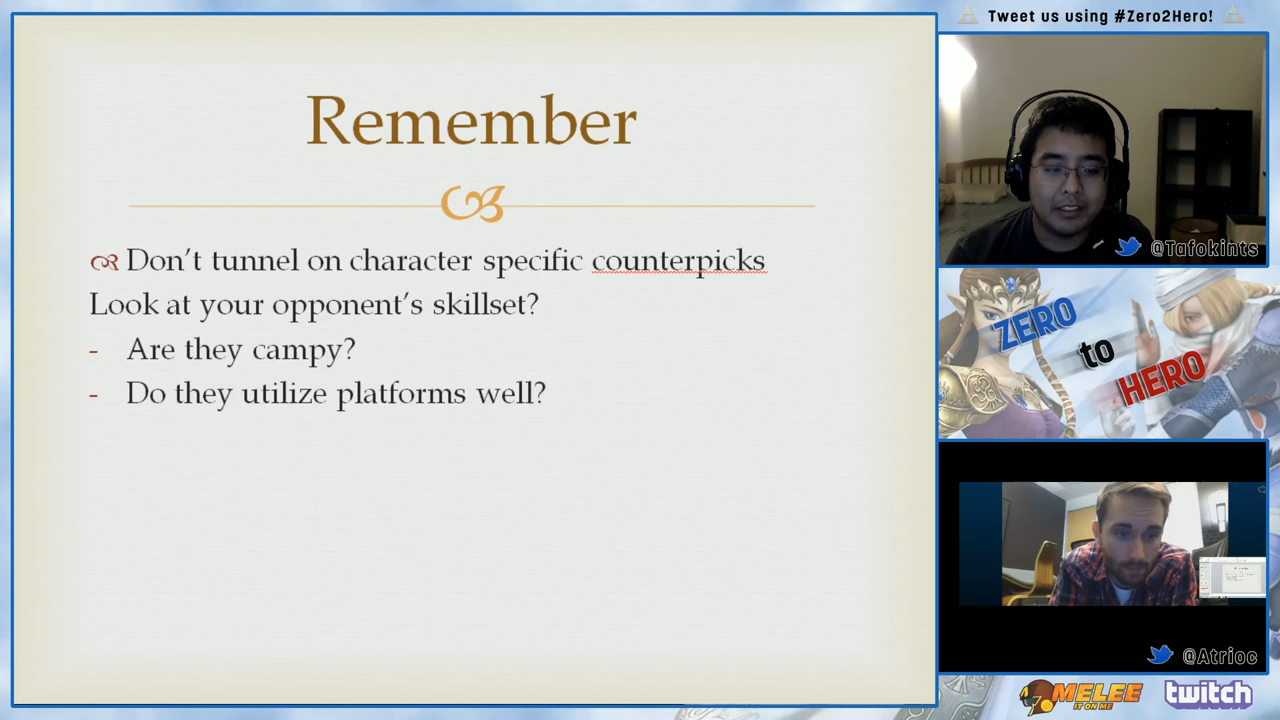 Tweet us using #Zero2Hero!
Remember
Don't tunnel on character specific counterpicks
Look at your opponent's skillset?
- Are they campy?
- Do they utilize platforms well?
@Tafokints
ZERO
to
HERO
@Atrioc
MELEE
IT ON ME
twitch